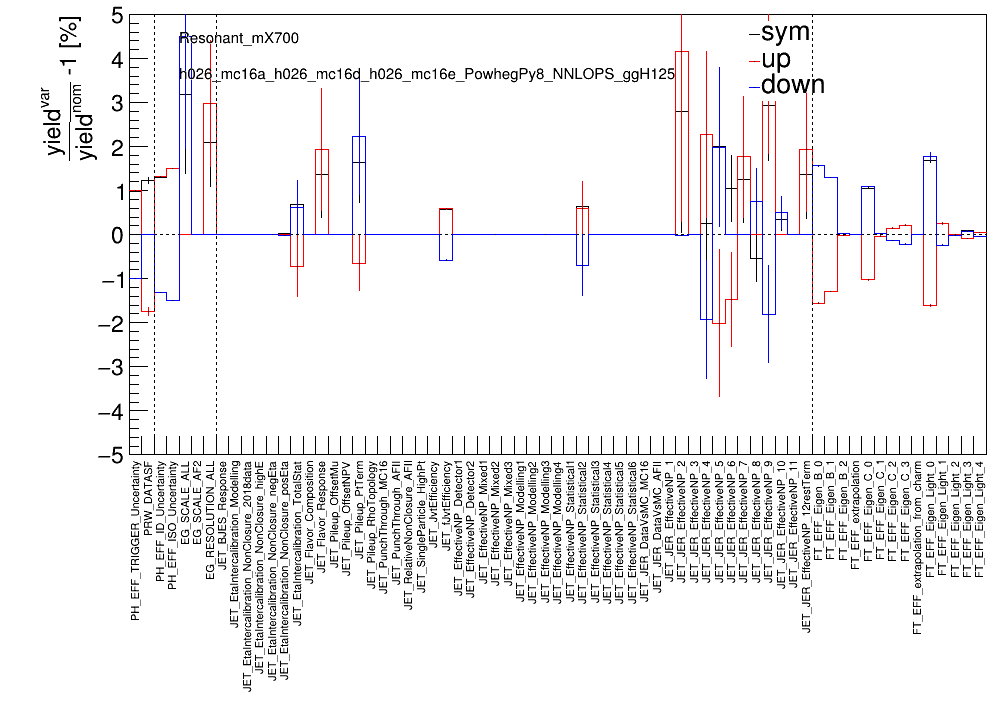 Resonant_mX700
h026_mc16a_h026_mc16d_h026_mc16e_PowhegPy8_NNLOPS_ggH125
sym
up
down
yield^var
yield^nom -1 [%]
5
4
3
2
1
0
−1
−2
−3
−4
−5
PH_EFF_TRIGGER_Uncertainty
PRW_DATASF
PH_EFF_ID_Uncertainty
PH_EFF_ISO_Uncertainty
EG_SCALE_ALL
EG_SCALE_AF2
EG_RESOLUTION_ALL
JET_BJES_Response
JET_EtaIntercalibration_Modelling
JET_EtaIntercalibration_NonClosure_2018data
JET_EtaIntercalibration_NonClosure_highE
JET_EtaIntercalibration_NonClosure_negEta
JET_EtaIntercalibration_NonClosure_posEta
JET_EtaIntercalibration_TotalStat
JET_Flavor_Composition
JET_Flavor_Response
JET_Pileup_OffsetMu
JET_Pileup_OffsetNPV
JET_Pileup_PtTerm
JET_Pileup_RhoTopology
JET_PunchThrough_MC16
JET_PunchThrough_AFII
JET_RelativeNonClosure_AFII
JET_SingleParticle_HighPt
JET_JvtEfficiency
JET_fJvtEfficiency
JET_EffectiveNP_Detector1
JET_EffectiveNP_Detector2
JET_EffectiveNP_Mixed1
JET_EffectiveNP_Mixed2
JET_EffectiveNP_Mixed3
JET_EffectiveNP_Modelling1
JET_EffectiveNP_Modelling2
JET_EffectiveNP_Modelling3
JET_EffectiveNP_Modelling4
JET_EffectiveNP_Statistical1
JET_EffectiveNP_Statistical2
JET_EffectiveNP_Statistical3
JET_EffectiveNP_Statistical4
JET_EffectiveNP_Statistical5
JET_EffectiveNP_Statistical6
JET_JER_DataVsMC_MC16
JET_JER_DataVsMC_AFII
JET_JER_EffectiveNP_1
JET_JER_EffectiveNP_2
JET_JER_EffectiveNP_3
JET_JER_EffectiveNP_4
JET_JER_EffectiveNP_5
JET_JER_EffectiveNP_6
JET_JER_EffectiveNP_7
JET_JER_EffectiveNP_8
JET_JER_EffectiveNP_9
JET_JER_EffectiveNP_10
JET_JER_EffectiveNP_11
JET_JER_EffectiveNP_12restTerm
FT_EFF_Eigen_B_0
FT_EFF_Eigen_B_1
FT_EFF_Eigen_B_2
FT_EFF_extrapolation
FT_EFF_Eigen_C_0
FT_EFF_Eigen_C_1
FT_EFF_Eigen_C_2
FT_EFF_Eigen_C_3
FT_EFF_extrapolation_from_charm
FT_EFF_Eigen_Light_0
FT_EFF_Eigen_Light_1
FT_EFF_Eigen_Light_2
FT_EFF_Eigen_Light_3
FT_EFF_Eigen_Light_4